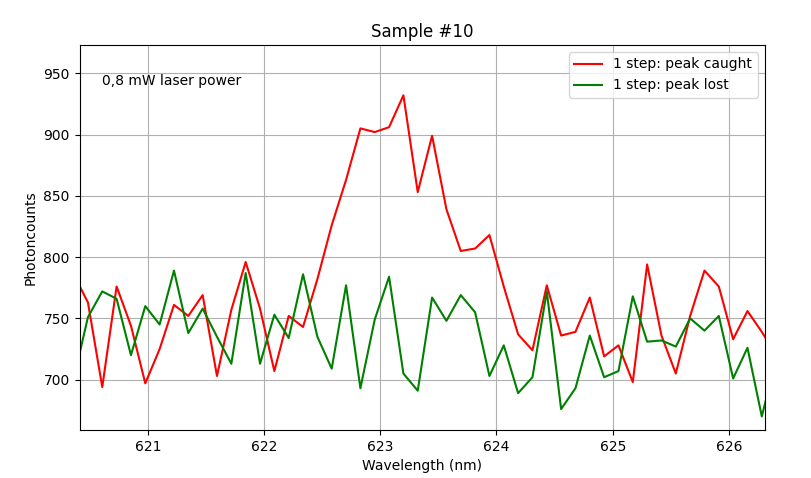 Sample #10
0,8 mW laser power
1 step: peak caught
1 step: peak lost
Photoncounts
950
900
850
800
750
700
621 622 623 624 625 626
Wavelength (nm)